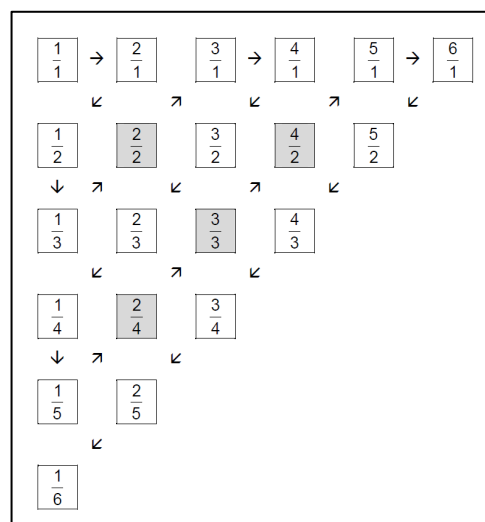 1/1 → 2/1 3/1 → 4/1 5/1 → 6/1
↙ ↗ ↙ ↗ ↙
1/2 2/2 3/2 4/2 5/2
↓ ↗ ↙ ↗ ↙
1/3 2/3 3/3 4/3
↙ ↗ ↙
1/4 2/4 3/4
↓ ↗ ↙
1/5 2/5
↙
1/6